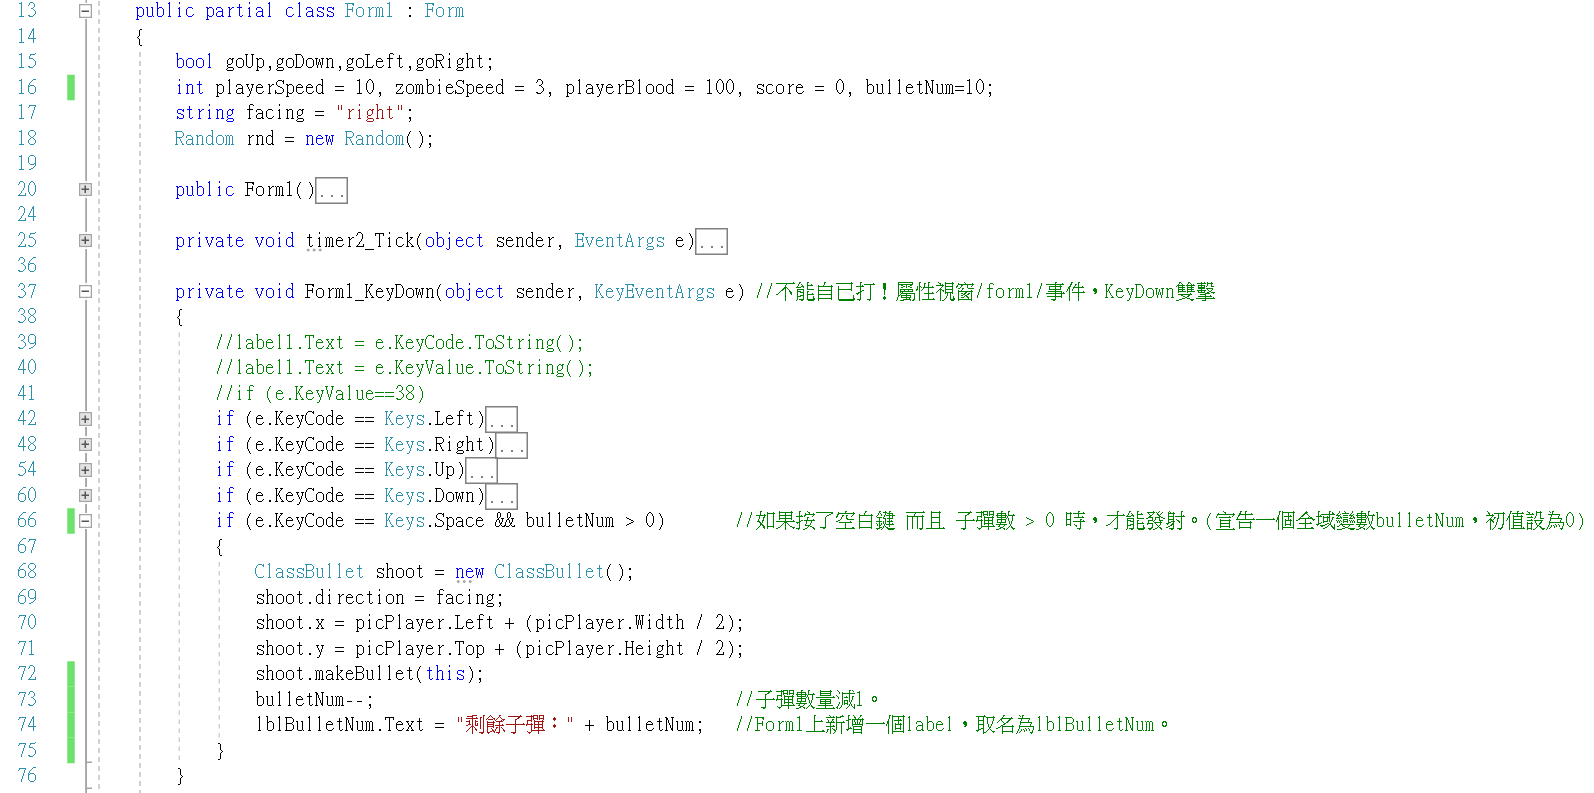 13 public partial class Form1 : Form
14 {
15 bool goUp,goDown,goLeft,goRight;
16 int playerSpeed = 10, zombieSpeed = 3, playerBlood = 100, score = 0, bulletNum=10;
17 string facing = "right";
18 Random rnd = new Random();
19
20 public Form1()...
24
25 private void timer2_Tick(object sender, EventArgs e)...
36
37 private void Form1_KeyDown(object sender, KeyEventArgs e) //不能自已打！屬性視窗/form1/事件，KeyDown雙擊
38 {
39 //label1.Text = e.KeyCode.ToString();
40 //label1.Text = e.KeyValue.ToString();
41 //if (e.KeyValue==38)
42 if (e.KeyCode == Keys.Left)...
48 if (e.KeyCode == Keys.Right)...
54 if (e.KeyCode == Keys.Up)...
60 if (e.KeyCode == Keys.Down)...
66 if (e.KeyCode == Keys.Space && bulletNum > 0) //如果按了空白鍵 而且 子彈數 > 0 時，才能發射。(宣告一個全域變數bulletNum，初值設為0)
67 {
68 ClassBullet shoot = new ClassBullet();
69 shoot.direction = facing;
70 shoot.x = picPlayer.Left + (picPlayer.Width / 2);
71 shoot.y = picPlayer.Top + (picPlayer.Height / 2);
72 shoot.makeBullet(this);
73 bulletNum--; //子彈數量減1。
74 lblBulletNum.Text = "剩餘子彈：" + bulletNum; //Form1上新增一個label，取名為lblBulletNum。
75 }
76 }